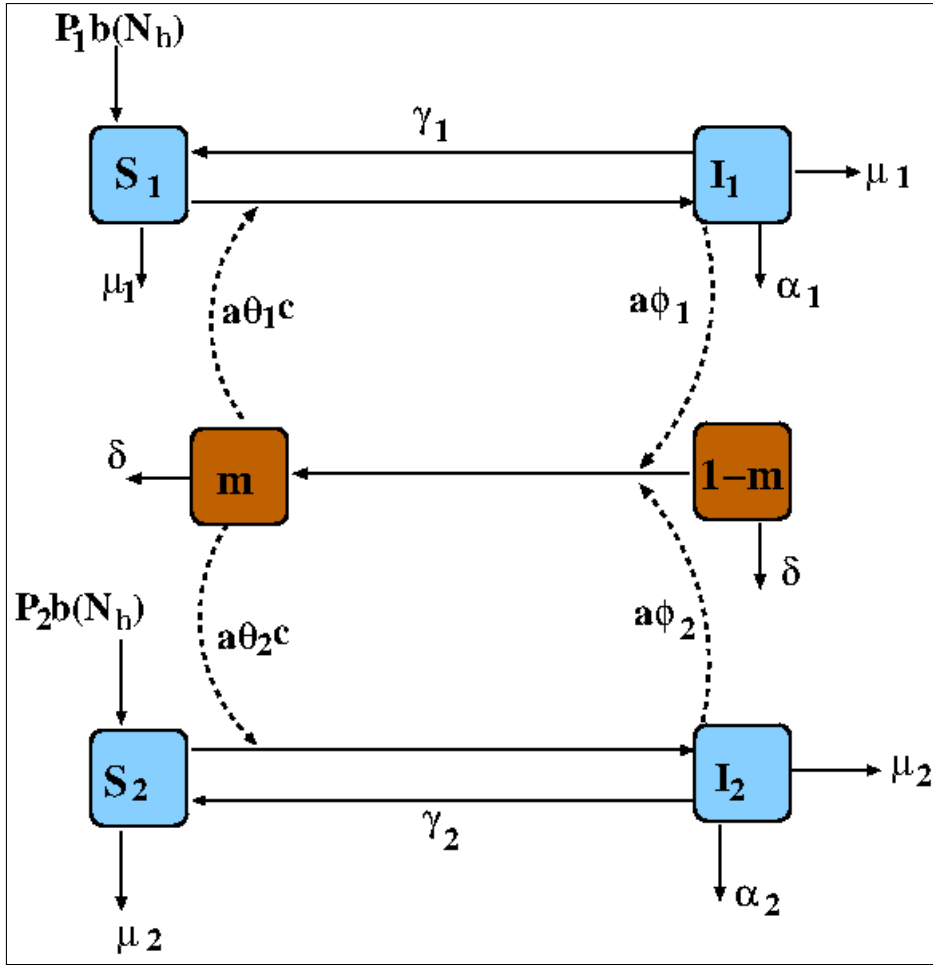 P₁b(Nₕ)
γ₁
S₁
I₁
μ₁
μ₁
α₁
aθ₁c
aφ₁
δ
m
1−m
δ
P₂b(Nₕ)
aθ₂c
aφ₂
S₂
I₂
μ₂
γ₂
α₂
μ₂